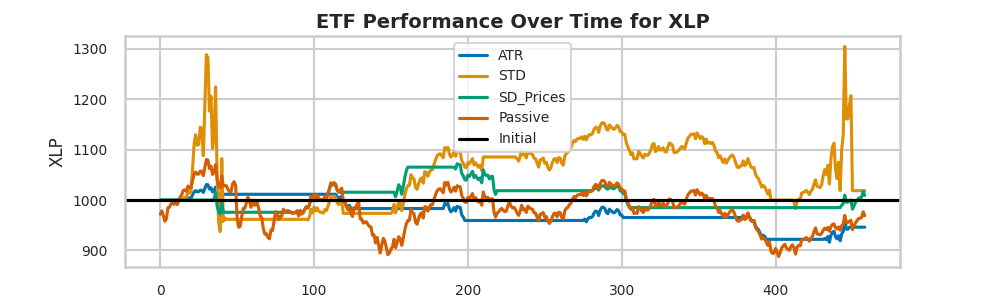 ETF Performance Over Time for XLP
XLP
1300
1200
1100
1000
900
ATR
STD
SD_Prices
Passive
Initial
0
100
200
300
400